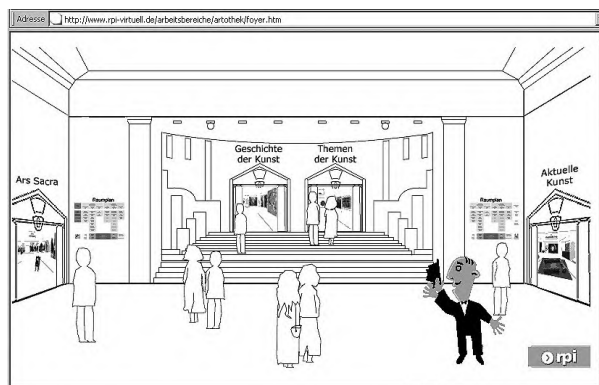 Adresse http://www.rpi-virtuell.de/arbeitsbereiche/artothek/foyer.htm
Geschichte
der Kunst
Themen
der Kunst
Ars Sacra
Aktuelle
Kunst
Raumplan
Raumplan
rpi